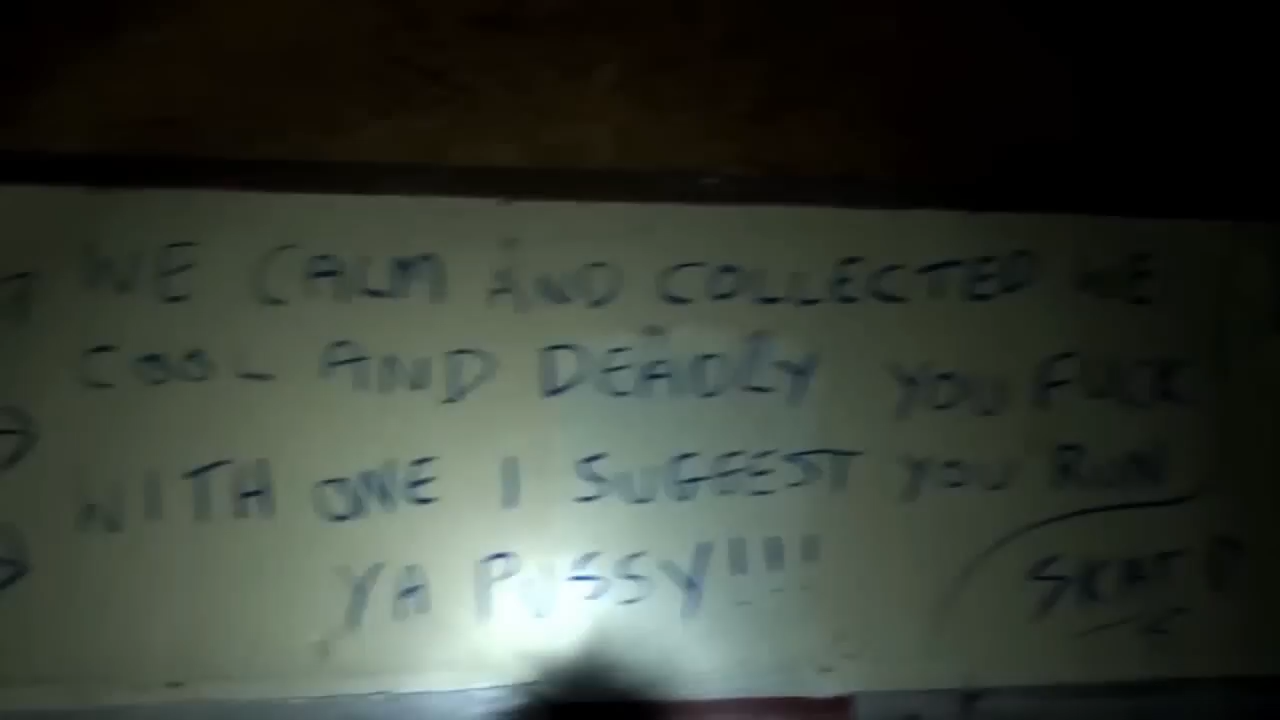 WE CALM AND COLLECTED WE
COOL AND DEADLY YOU FUCK
WITH ONE I SUGGEST YOU RUN
YA PUSSY!!!